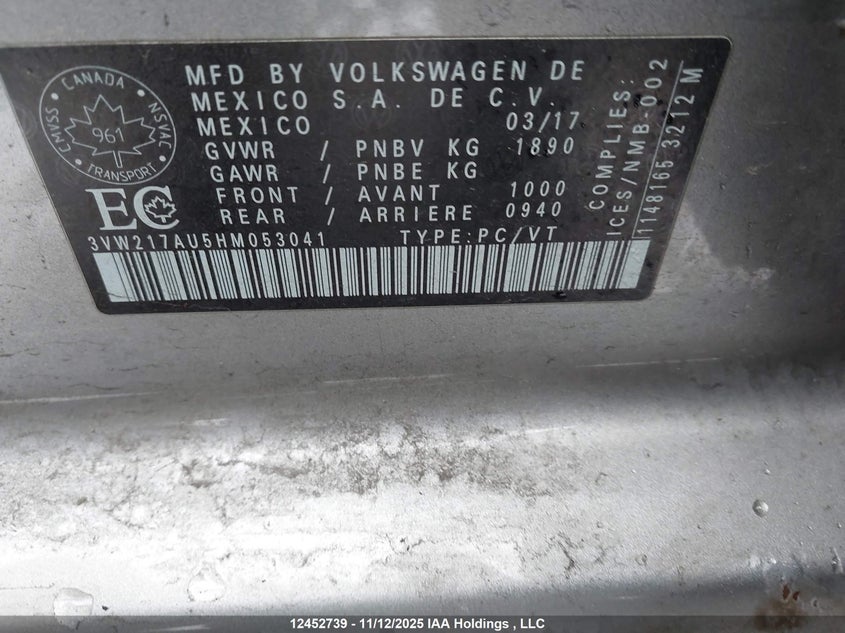 CANADA
CMVSS
NSVAC
961
TRANSPORT
EC
MFD BY VOLKSWAGEN DE
MEXICO S.A. DE C.V.
MEXICO 03/17
GVWR / PNBV KG 1890
GAWR / PNBE KG
FRONT / AVANT 1000
REAR / ARRIERE 0940
3VW217AU5HM053041 TYPE:PC/VT
COMPLIES:
ICES/NMB-002
1148165 3212 M
12452739 - 11/12/2025 IAA Holdings , LLC